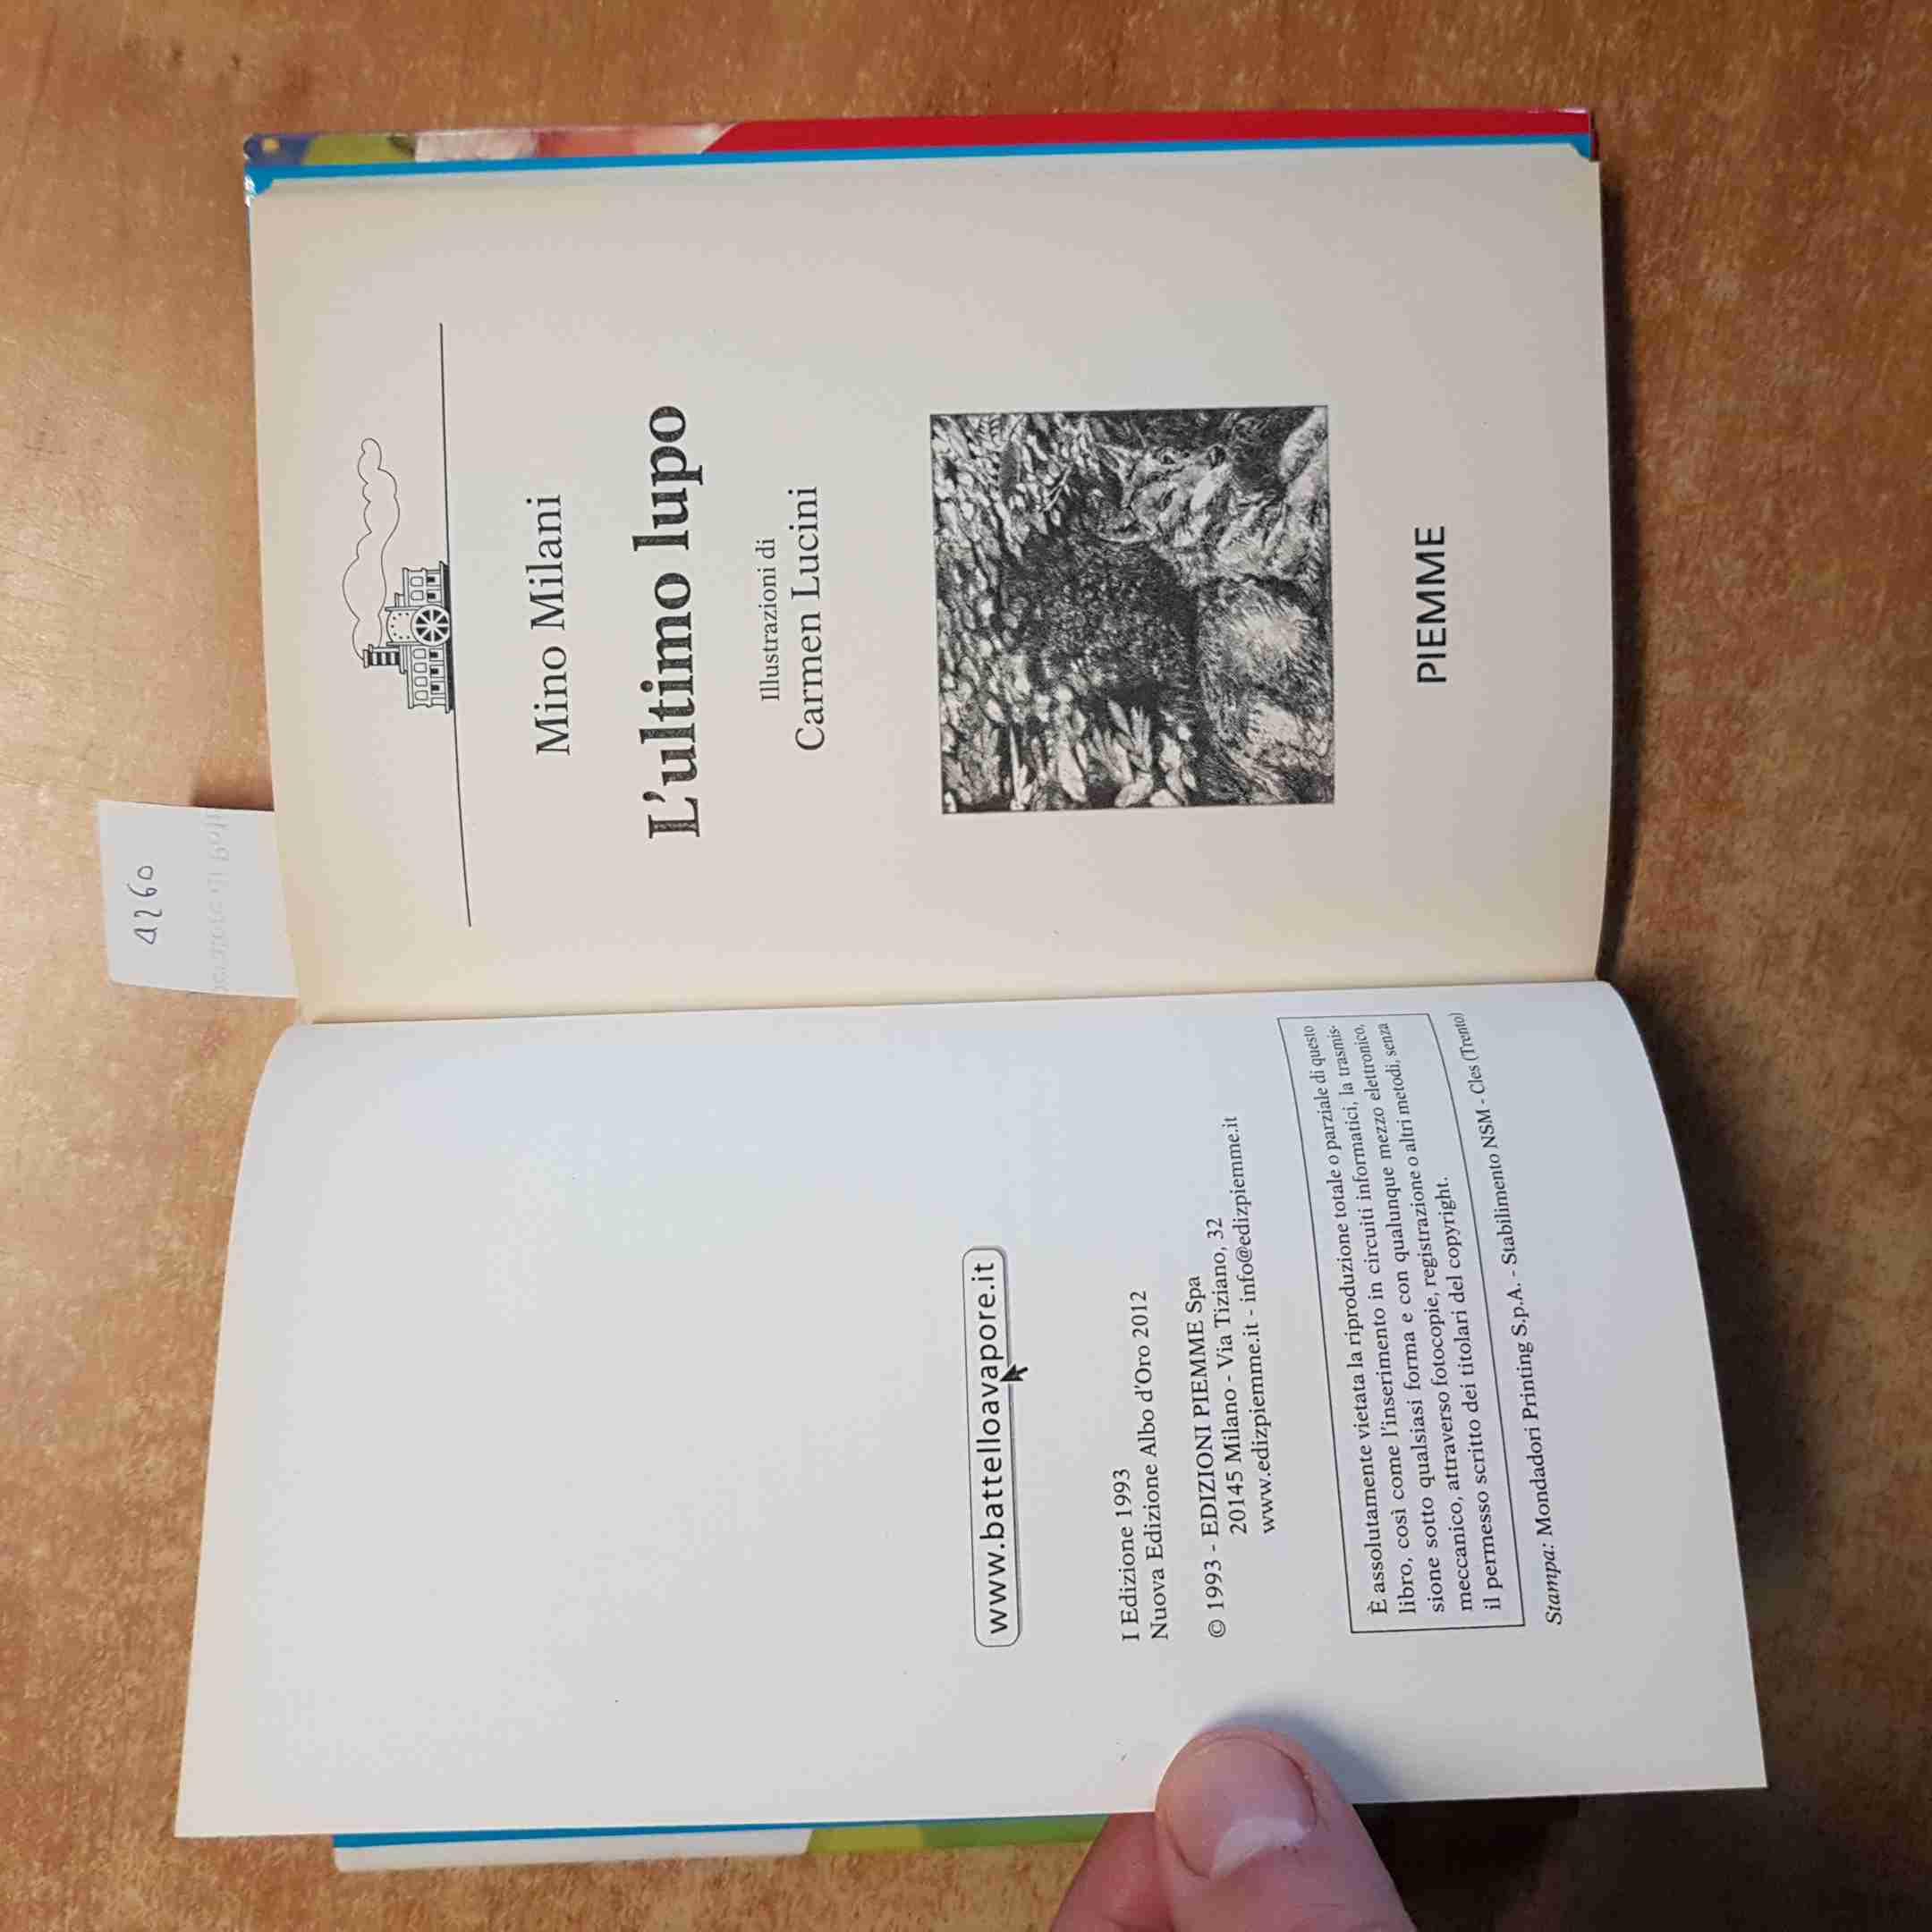 www.battelloavapore.it
I Edizione 1993
Nuova Edizione Albo d'Oro 2012
© 1993 - EDIZIONI PIEMME Spa
20145 Milano - Via Tiziano, 32
www.edizpiemme.it - info@edizpiemme.it
È assolutamente vietata la riproduzione totale o parziale di questo
libro, così come l'inserimento in circuiti informatici, la trasmis-
sione sotto qualsiasi forma e con qualunque mezzo elettronico,
meccanico, attraverso fotocopie, registrazione o altri metodi, senza
il permesso scritto dei titolari del copyright.
Stampa: Mondadori Printing S.p.A. - Stabilimento NSM - Cles (Trento)
Mino Milani
L'ultimo lupo
Illustrazioni di
Carmen Lucini
PIEMME